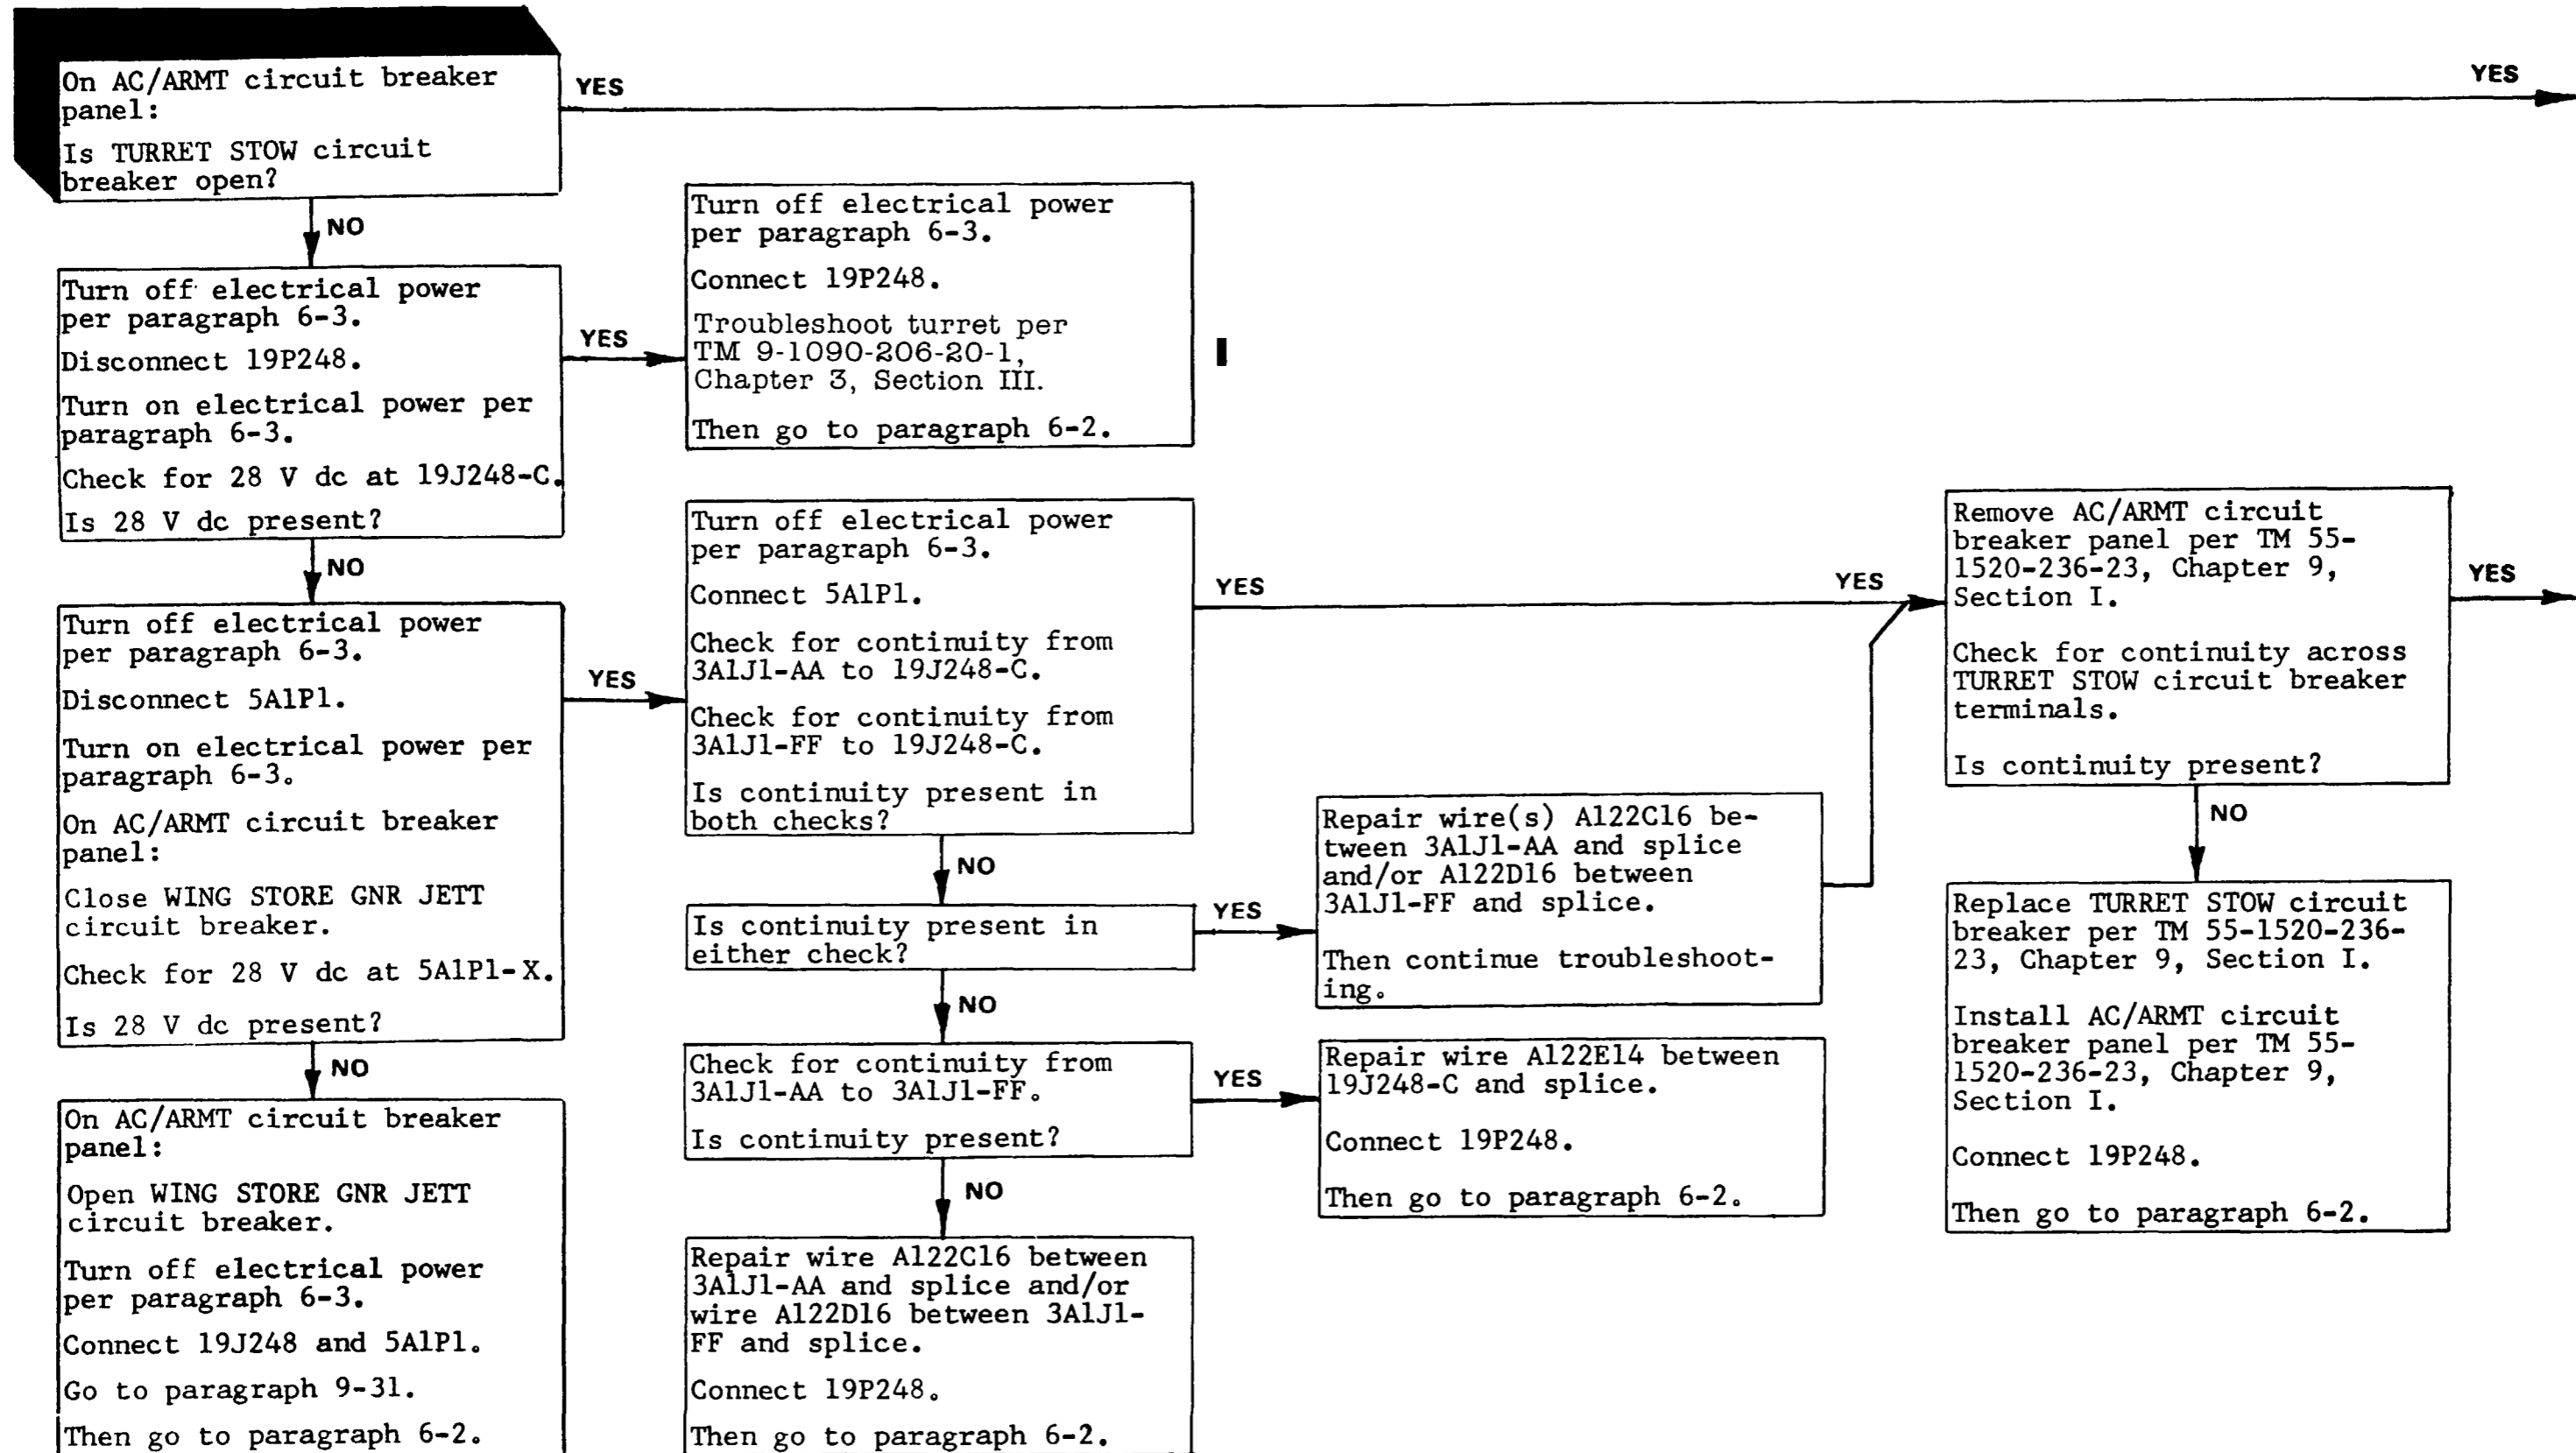 On AC/ARMT circuit breaker
panel:
Is TURRET STOW circuit
breaker open?
YES
YES
NO
Turn off electrical power
per paragraph 6-3.
Disconnect 19P248.
Turn on electrical power per
paragraph 6-3.
Check for 28 V dc at 19J248-C.
Is 28 V dc present?
YES
Turn off electrical power
per paragraph 6-3.
Connect 19P248.
Troubleshoot turret per
TM 9-1090-206-20-1,
Chapter 3, Section III.
Then go to paragraph 6-2.
NO
Turn off electrical power
per paragraph 6-3.
Disconnect 5A1P1.
Turn on electrical power per
paragraph 6-3.
On AC/ARMT circuit breaker
panel:
Close WING STORE GNR JETT
circuit breaker.
Check for 28 V dc at 5A1P1-X.
Is 28 V dc present?
YES
NO
On AC/ARMT circuit breaker
panel:
Open WING STORE GNR JETT
circuit breaker.
Turn off electrical power
per paragraph 6-3.
Connect 19J248 and 5A1P1.
Go to paragraph 9-31.
Then go to paragraph 6-2.
Turn off electrical power
per paragraph 6-3.
Connect 5A1P1.
Check for continuity from
3A1J1-AA to 19J248-C.
Check for continuity from
3A1J1-FF to 19J248-C.
Is continuity present in
both checks?
YES
YES
NO
Is continuity present in
either check?
YES
NO
Check for continuity from
3A1J1-AA to 3A1J1-FF.
Is continuity present?
YES
NO
Repair wire A122C16 between
3A1J1-AA and splice and/or
wire A122D16 between 3A1J1-
FF and splice.
Connect 19P248.
Then go to paragraph 6-2.
Repair wire(s) A122C16 be-
tween 3A1J1-AA and splice
and/or A122D16 between
3A1J1-FF and splice.
Then continue troubleshoot-
ing.
Repair wire A122E14 between
19J248-C and splice.
Connect 19P248.
Then go to paragraph 6-2.
Remove AC/ARMT circuit
breaker panel per TM 55-
1520-236-23, Chapter 9,
Section I.
Check for continuity across
TURRET STOW circuit breaker
terminals.
Is continuity present?
YES
NO
Replace TURRET STOW circuit
breaker per TM 55-1520-236-
23, Chapter 9, Section I.
Install AC/ARMT circuit
breaker panel per TM 55-
1520-236-23, Chapter 9,
Section I.
Connect 19P248.
Then go to paragraph 6-2.